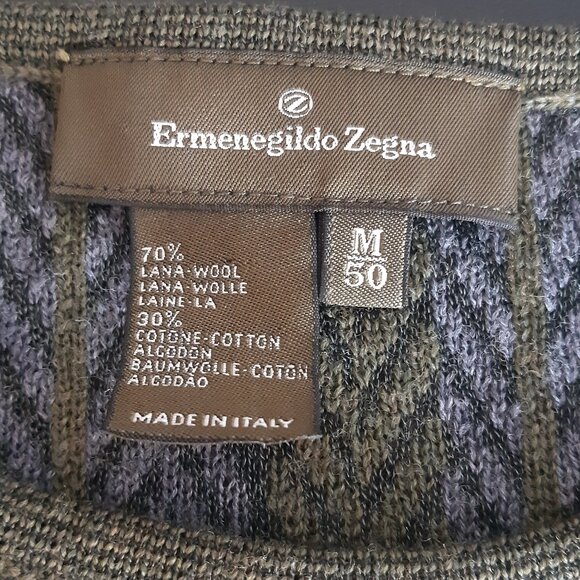 Z
Ermenegildo Zegna
M
50
70%
LANA-WOOL
LANA-WOLLE
LAINE-LA
30%
COTONE-COTTON
ALGODON
BAUMWOLLE-COTON
ALGODÃO
MADE IN ITALY